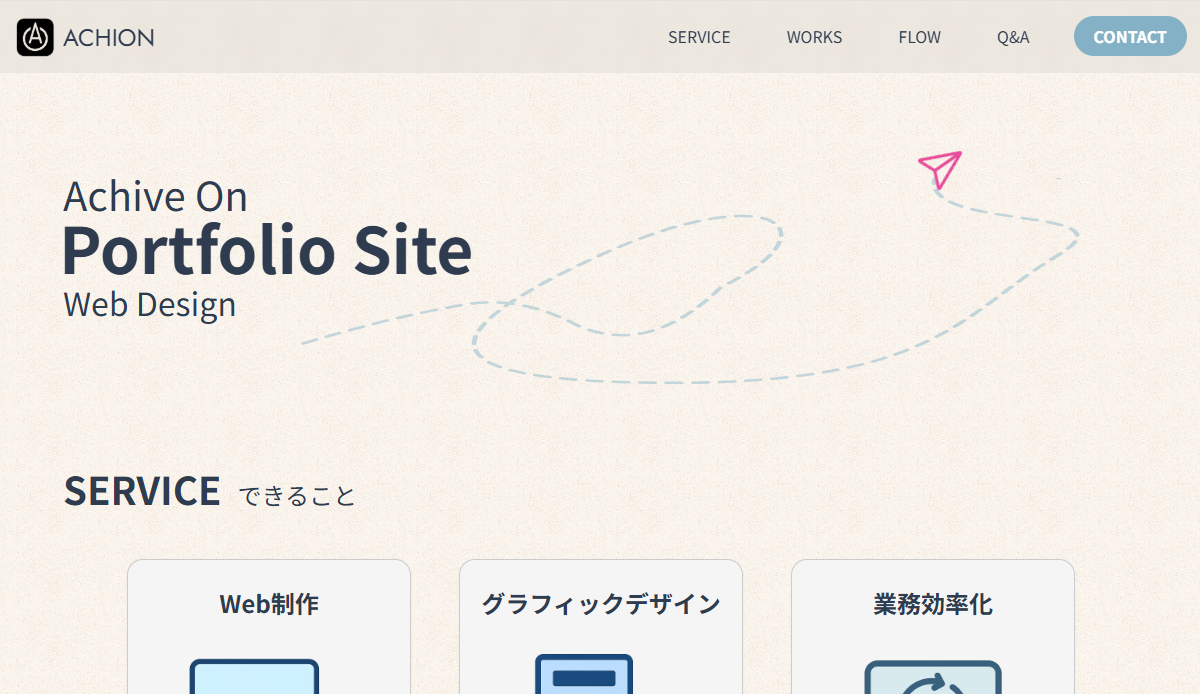 ACHION
SERVICE WORKS FLOW Q&A CONTACT
Achive On
Portfolio Site
Web Design
SERVICE できること
Web制作 グラフィックデザイン 業務効率化